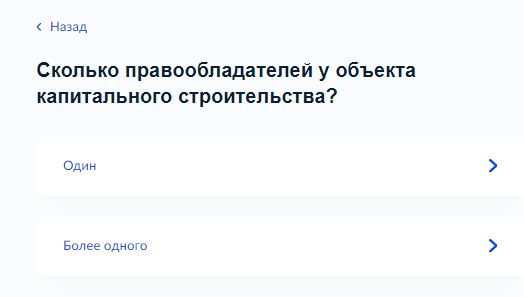 Назад
Сколько правообладателей у объекта
капитального строительства?
Один
Более одного